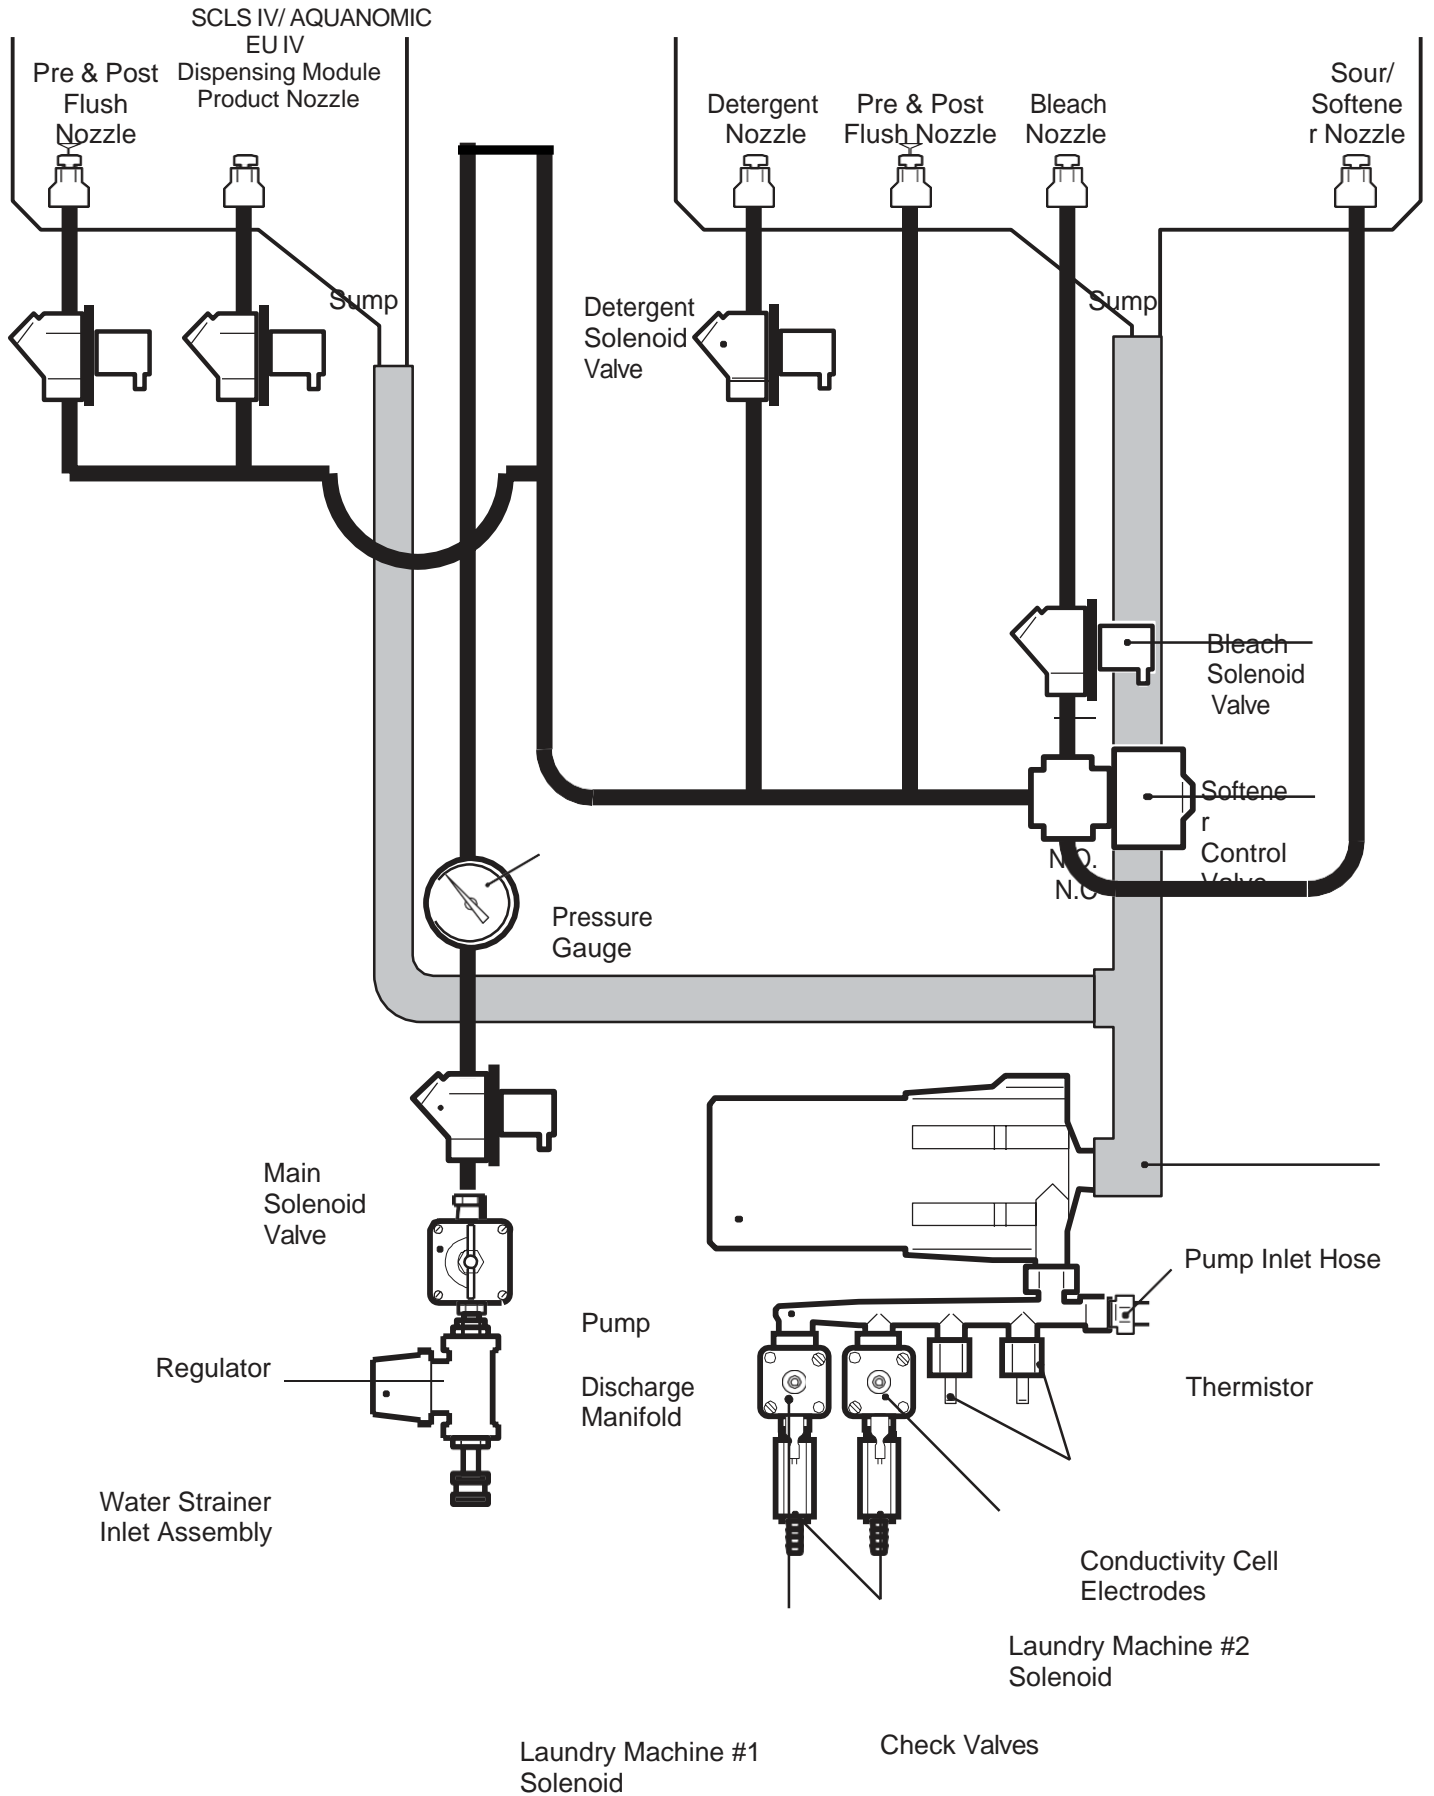 SCLS IV/ AQUANOMIC
EU IV
Dispensing Module
Product Nozzle
Pre & Post
Flush
Nozzle
Detergent
Nozzle
Pre & Post
Flush Nozzle
Bleach
Nozzle
Sour/
Softene
r Nozzle
Sump
Detergent
Solenoid
Valve
Sump
Bleach
Solenoid
Valve
Softene
r
Control
Valve
N.O.
N.C
Pressure
Gauge
Main
Solenoid
Valve
Pump Inlet Hose
Pump
Regulator
Discharge
Manifold
Thermistor
Water Strainer
Inlet Assembly
Conductivity Cell
Electrodes
Laundry Machine #2
Solenoid
Check Valves
Laundry Machine #1
Solenoid